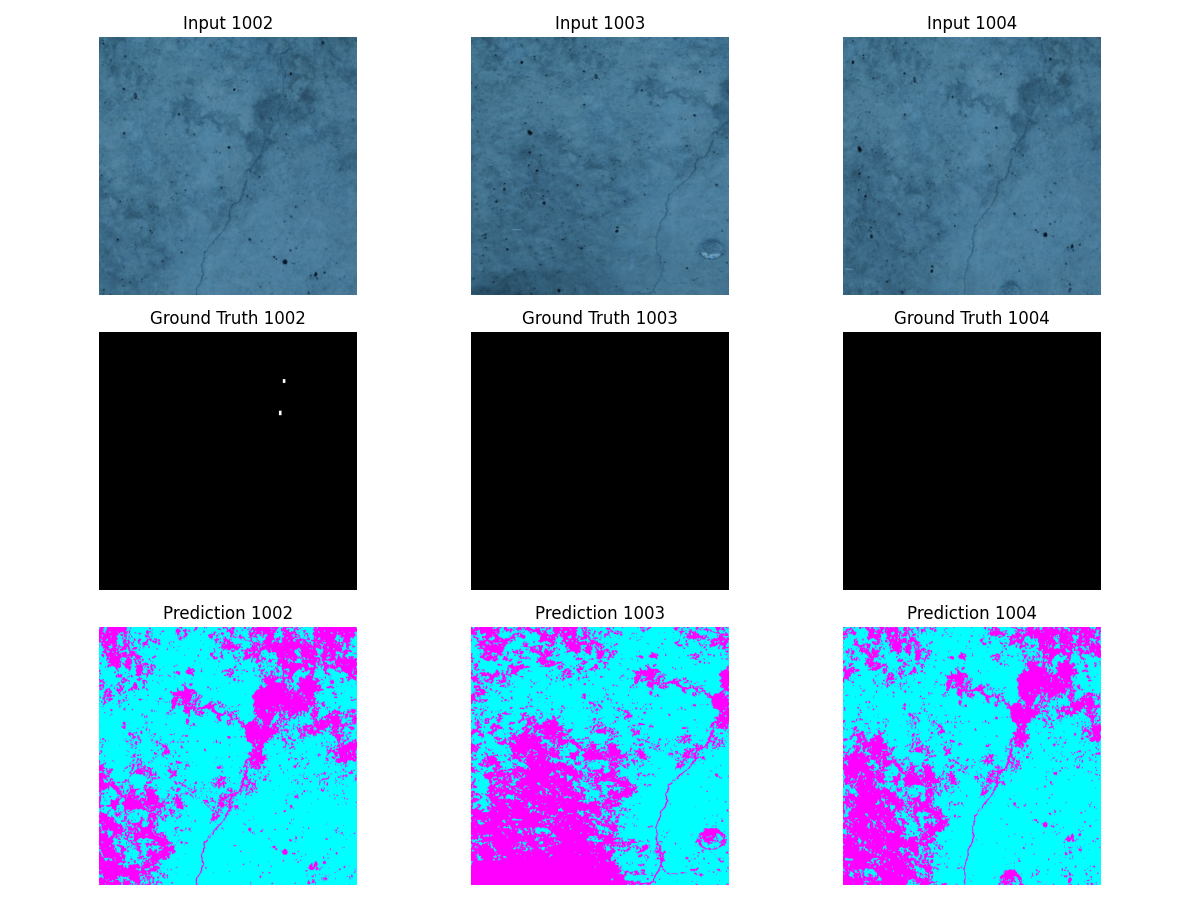 Input 1002
Input 1003
Input 1004
Ground Truth 1002
Ground Truth 1003
Ground Truth 1004
Prediction 1002
Prediction 1003
Prediction 1004